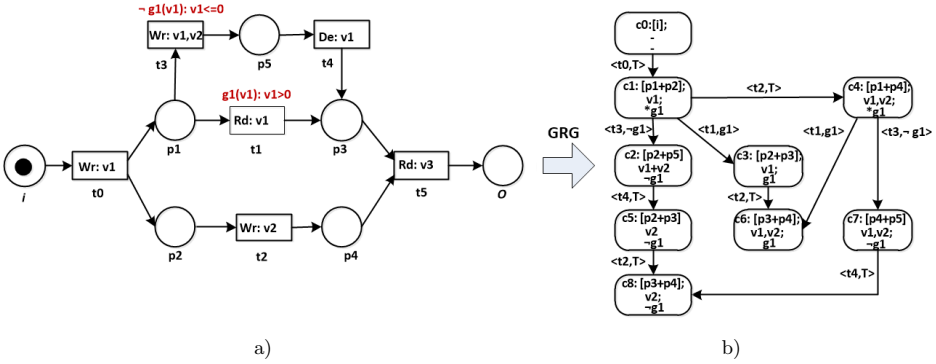 ¬ g1(v1): v1<=0
Wr: v1,v2
t3
p5
De: v1
t4
g1(v1): v1>0
p1
Rd: v1
t1
p3
i
Wr: v1
t0
Rd: v3
t5
O
p2
Wr: v2
t2
p4
a)
GRG
c0:[i];
-
-
<t0,T>
c1: [p1+p2];
v1;
*g1
<t2,T>
c4: [p1+p4];
v1,v2;
*g1
<t3,¬g1>
<t1,g1>
<t1,g1>
<t3,¬ g1>
c2: [p2+p5]
v1+v2
¬g1
c3: [p2+p3];
v1;
g1
<t4,T>
<t2,T>
c5: [p2+p3]
v2
¬g1
c6: [p3+p4];
v1,v2;
g1
c7: [p4+p5]
v1,v2;
¬g1
<t2,T>
<t4,T>
c8: [p3+p4];
v2;
¬g1
b)